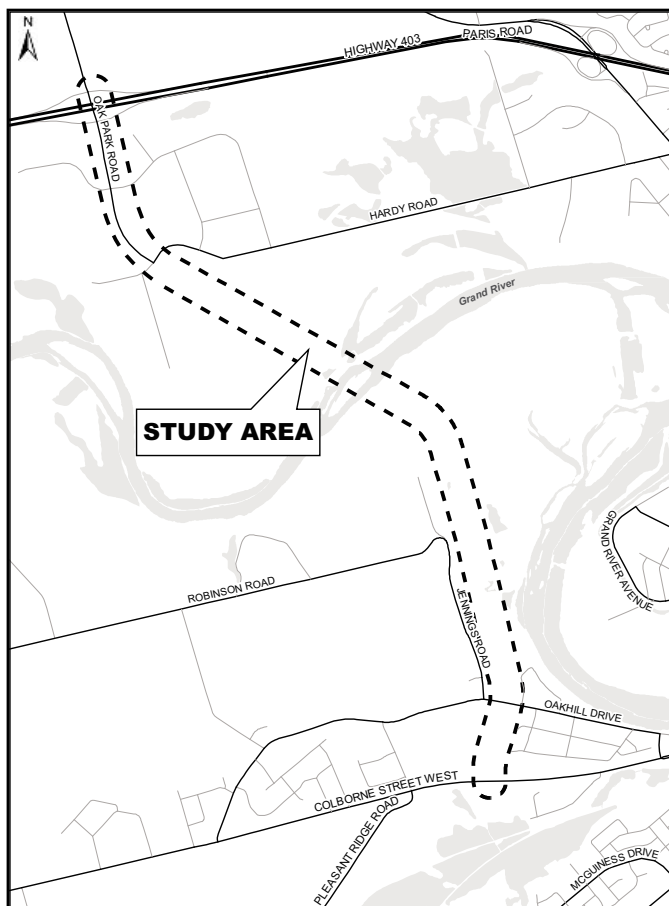 N
HIGHWAY 403
PARIS ROAD
OAK PARK ROAD
HARDY ROAD
Grand River
STUDY AREA
GRAND RIVER AVENUE
ROBINSON ROAD
JENNINGS ROAD
OAKHILL DRIVE
COLBORNE STREET WEST
PLEASANT RIDGE ROAD
MCGUINESS DRIVE